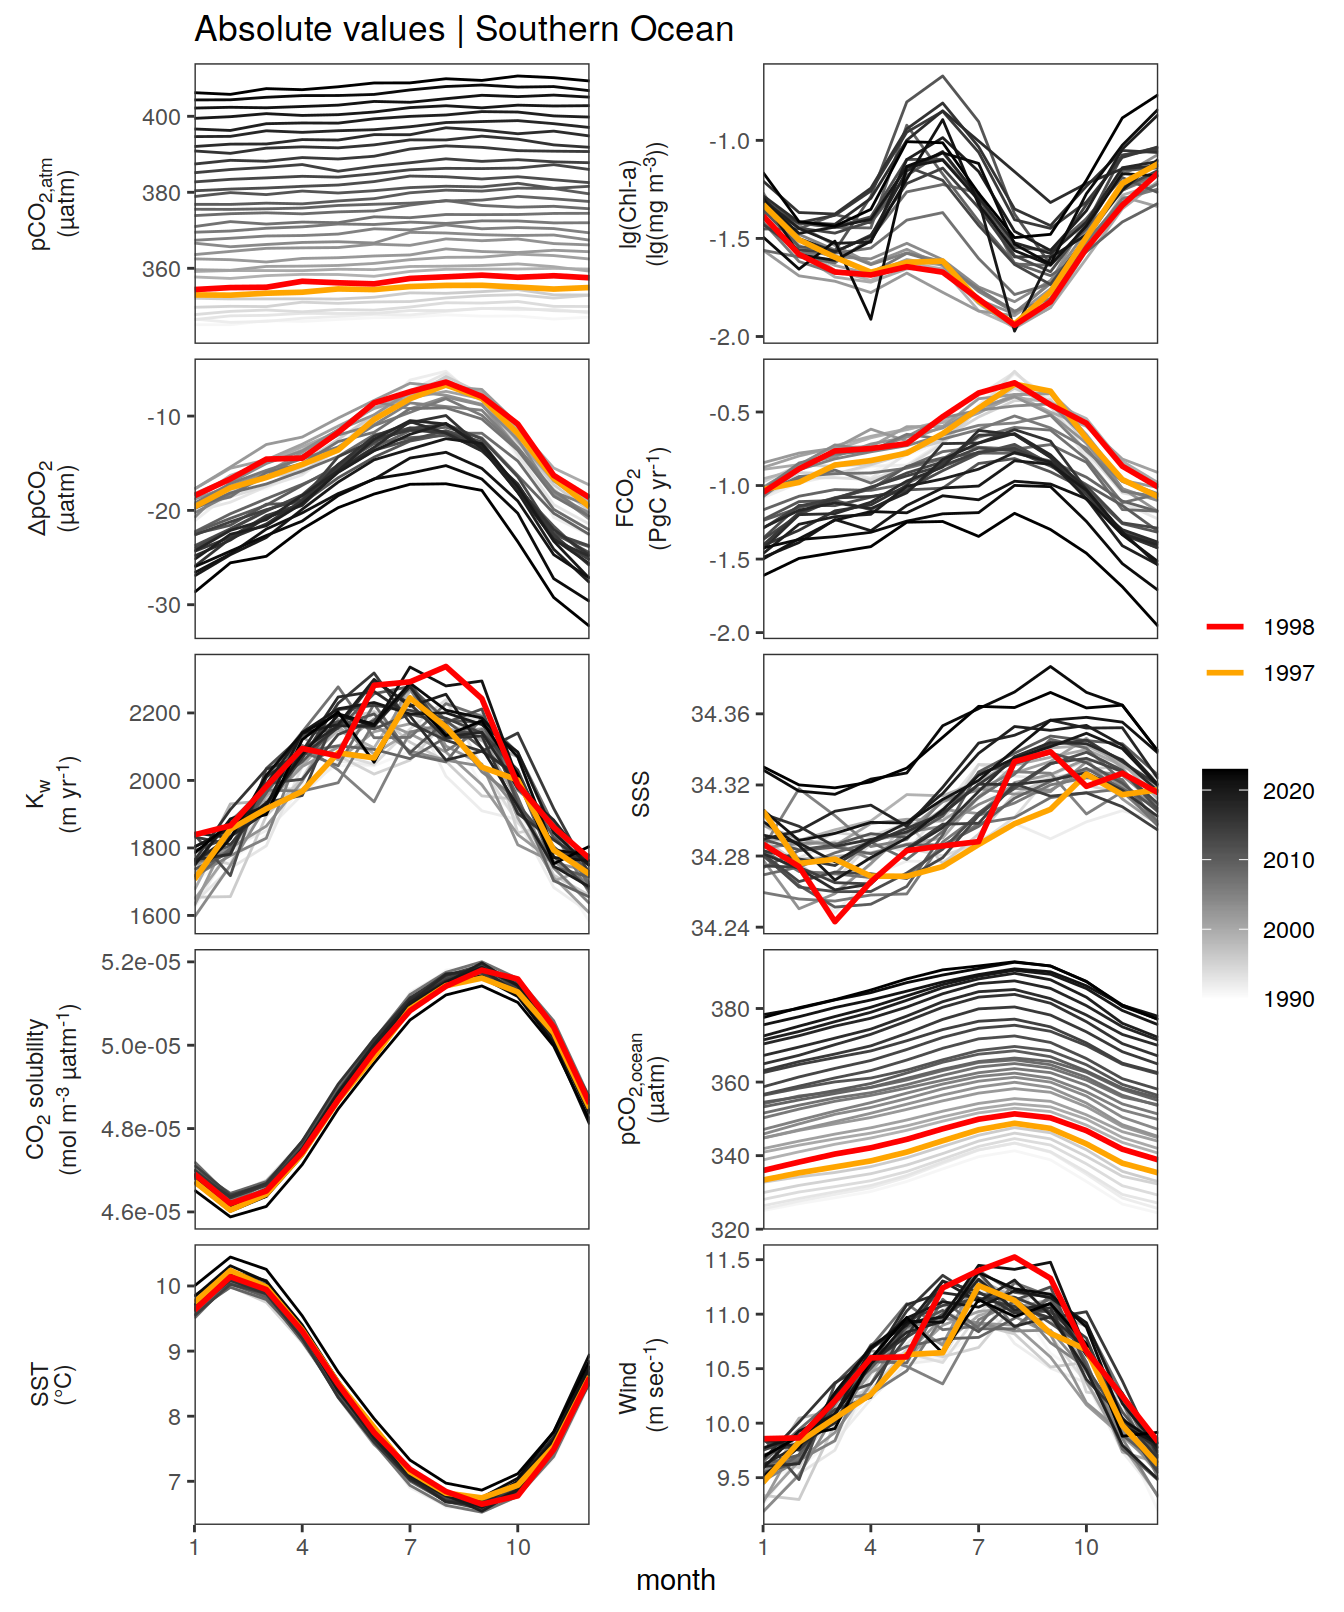 Absolute values | Southern Ocean
pCO2,atm
(µatm)
400
380
360
lg(Chl-a)
(lg(mg m-3))
-1.0
-1.5
-2.0
ΔpCO2
(µatm)
-10
-20
-30
FCO2
(PgC yr-1)
-0.5
-1.0
-1.5
-2.0
Kw
(m yr-1)
2200
2000
1800
1600
SSS
34.36
34.32
34.28
34.24
CO2 solubility
(mol m-3 µatm-1)
5.2e-05
5.0e-05
4.8e-05
4.6e-05
pCO2,ocean
(µatm)
380
360
340
320
SST
(°C)
10
9
8
7
Wind
(m sec-1)
11.5
11.0
10.5
10.0
9.5
1 4 7 10
1 4 7 10
month
1998
1997
2020
2010
2000
1990